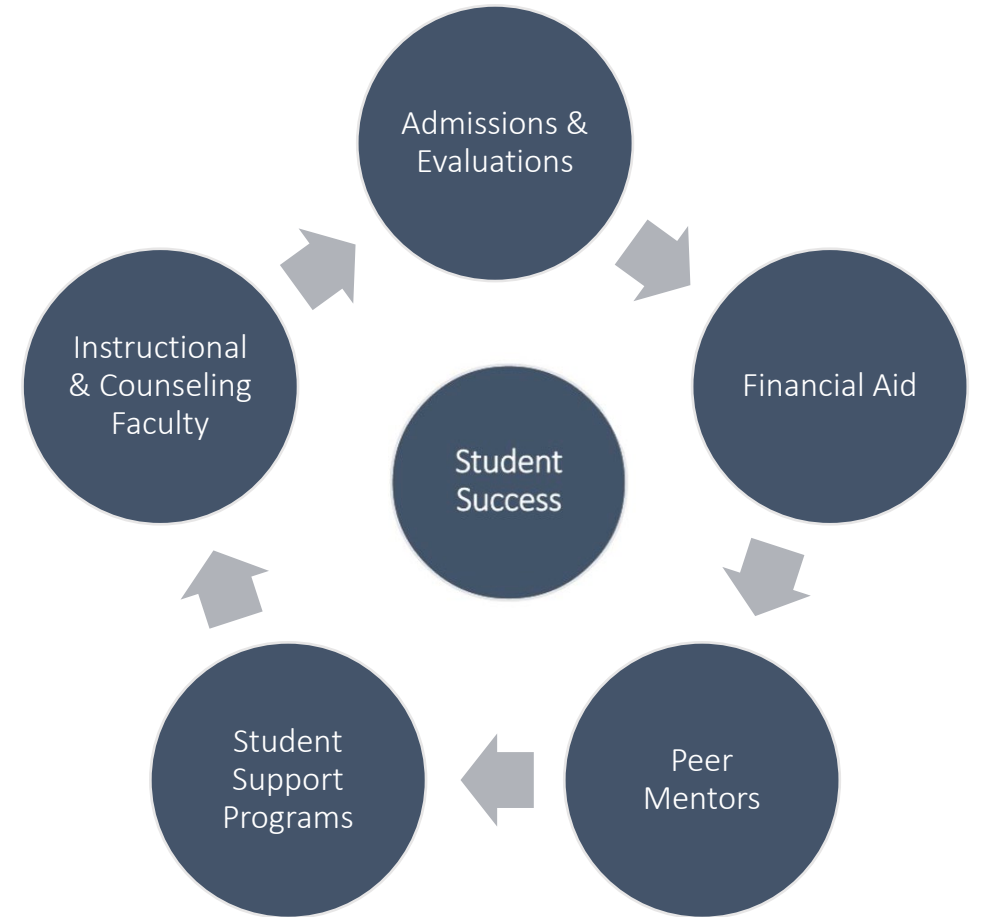 Admissions &
Evaluations
Financial Aid
Peer
Mentors
Student
Support
Programs
Instructional
& Counseling
Faculty
Student
Success